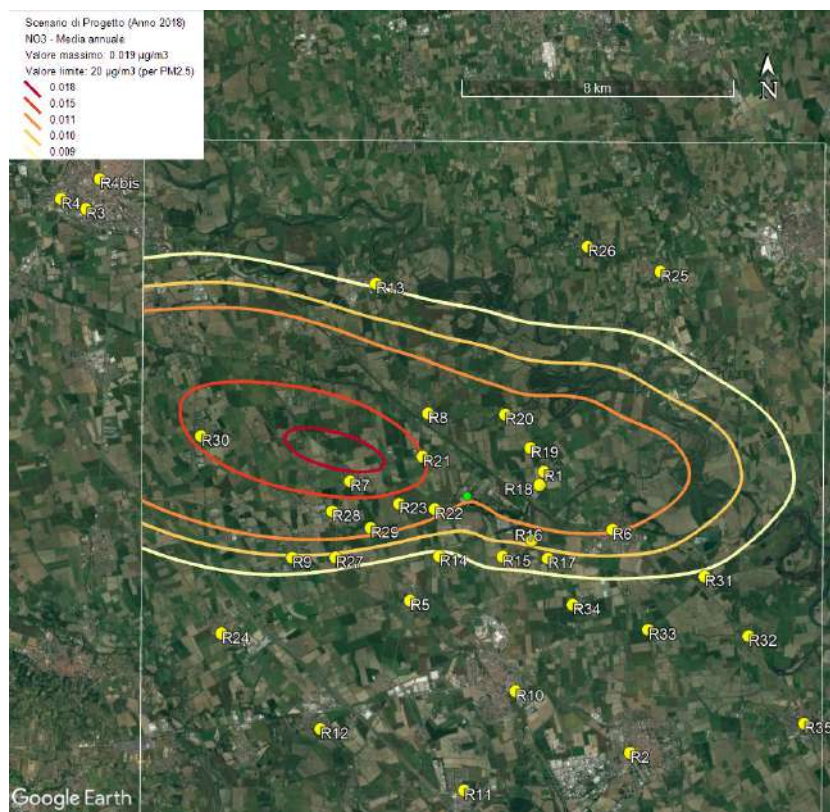 Scenario di Progetto (Anno 2018)
NO3 - Media annuale
Valore massimo: 0.019 µg/m3
Valore limite: 20 µg/m3 (per PM2.5)
0.018
0.015
0.011
0.010
0.009
8 km
N
R4bis
R4
R3
R26
R25
R13
R8
R20
R30
R19
R21
R1
R7
R18
R23
R28
R22
R29
R16
R6
R9
R27
R14
R15
R17
R31
R5
R34
R24
R33
R32
R10
R12
R35
R2
R11
Google Earth